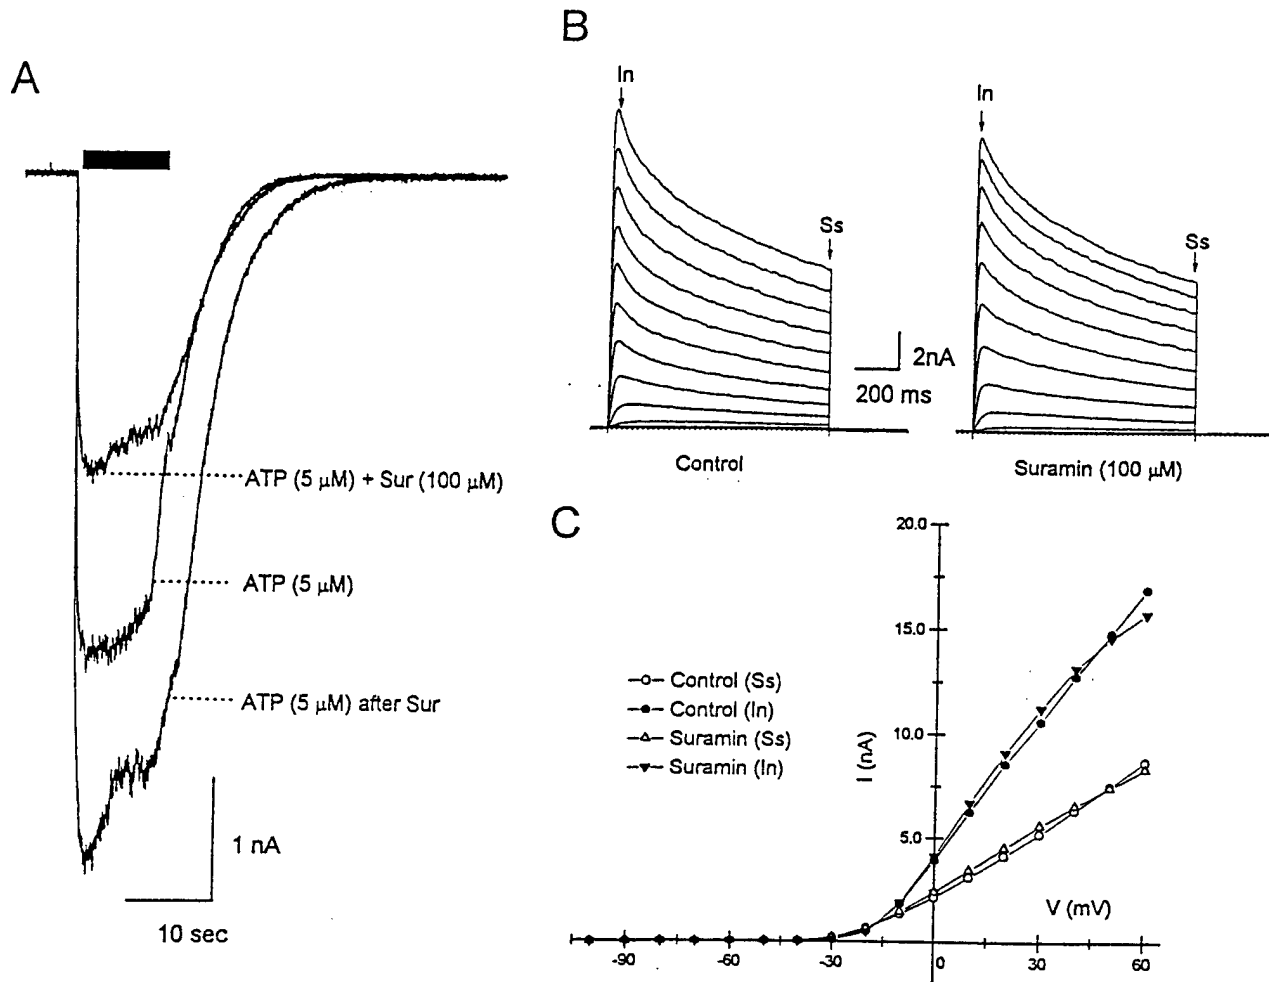 A
ATP (5 μM) + Sur (100 μM)
ATP (5 μM)
ATP (5 μM) after Sur
1 nA
10 sec
B
In
Ss
Control
2nA
200 ms
In
Ss
Suramin (100 μM)
C
20.0
15.0
10.0
5.0
I (nA)
Control (Ss)
Control (In)
Suramin (Ss)
Suramin (In)
V (mV)
-90
-60
-30
0
30
60